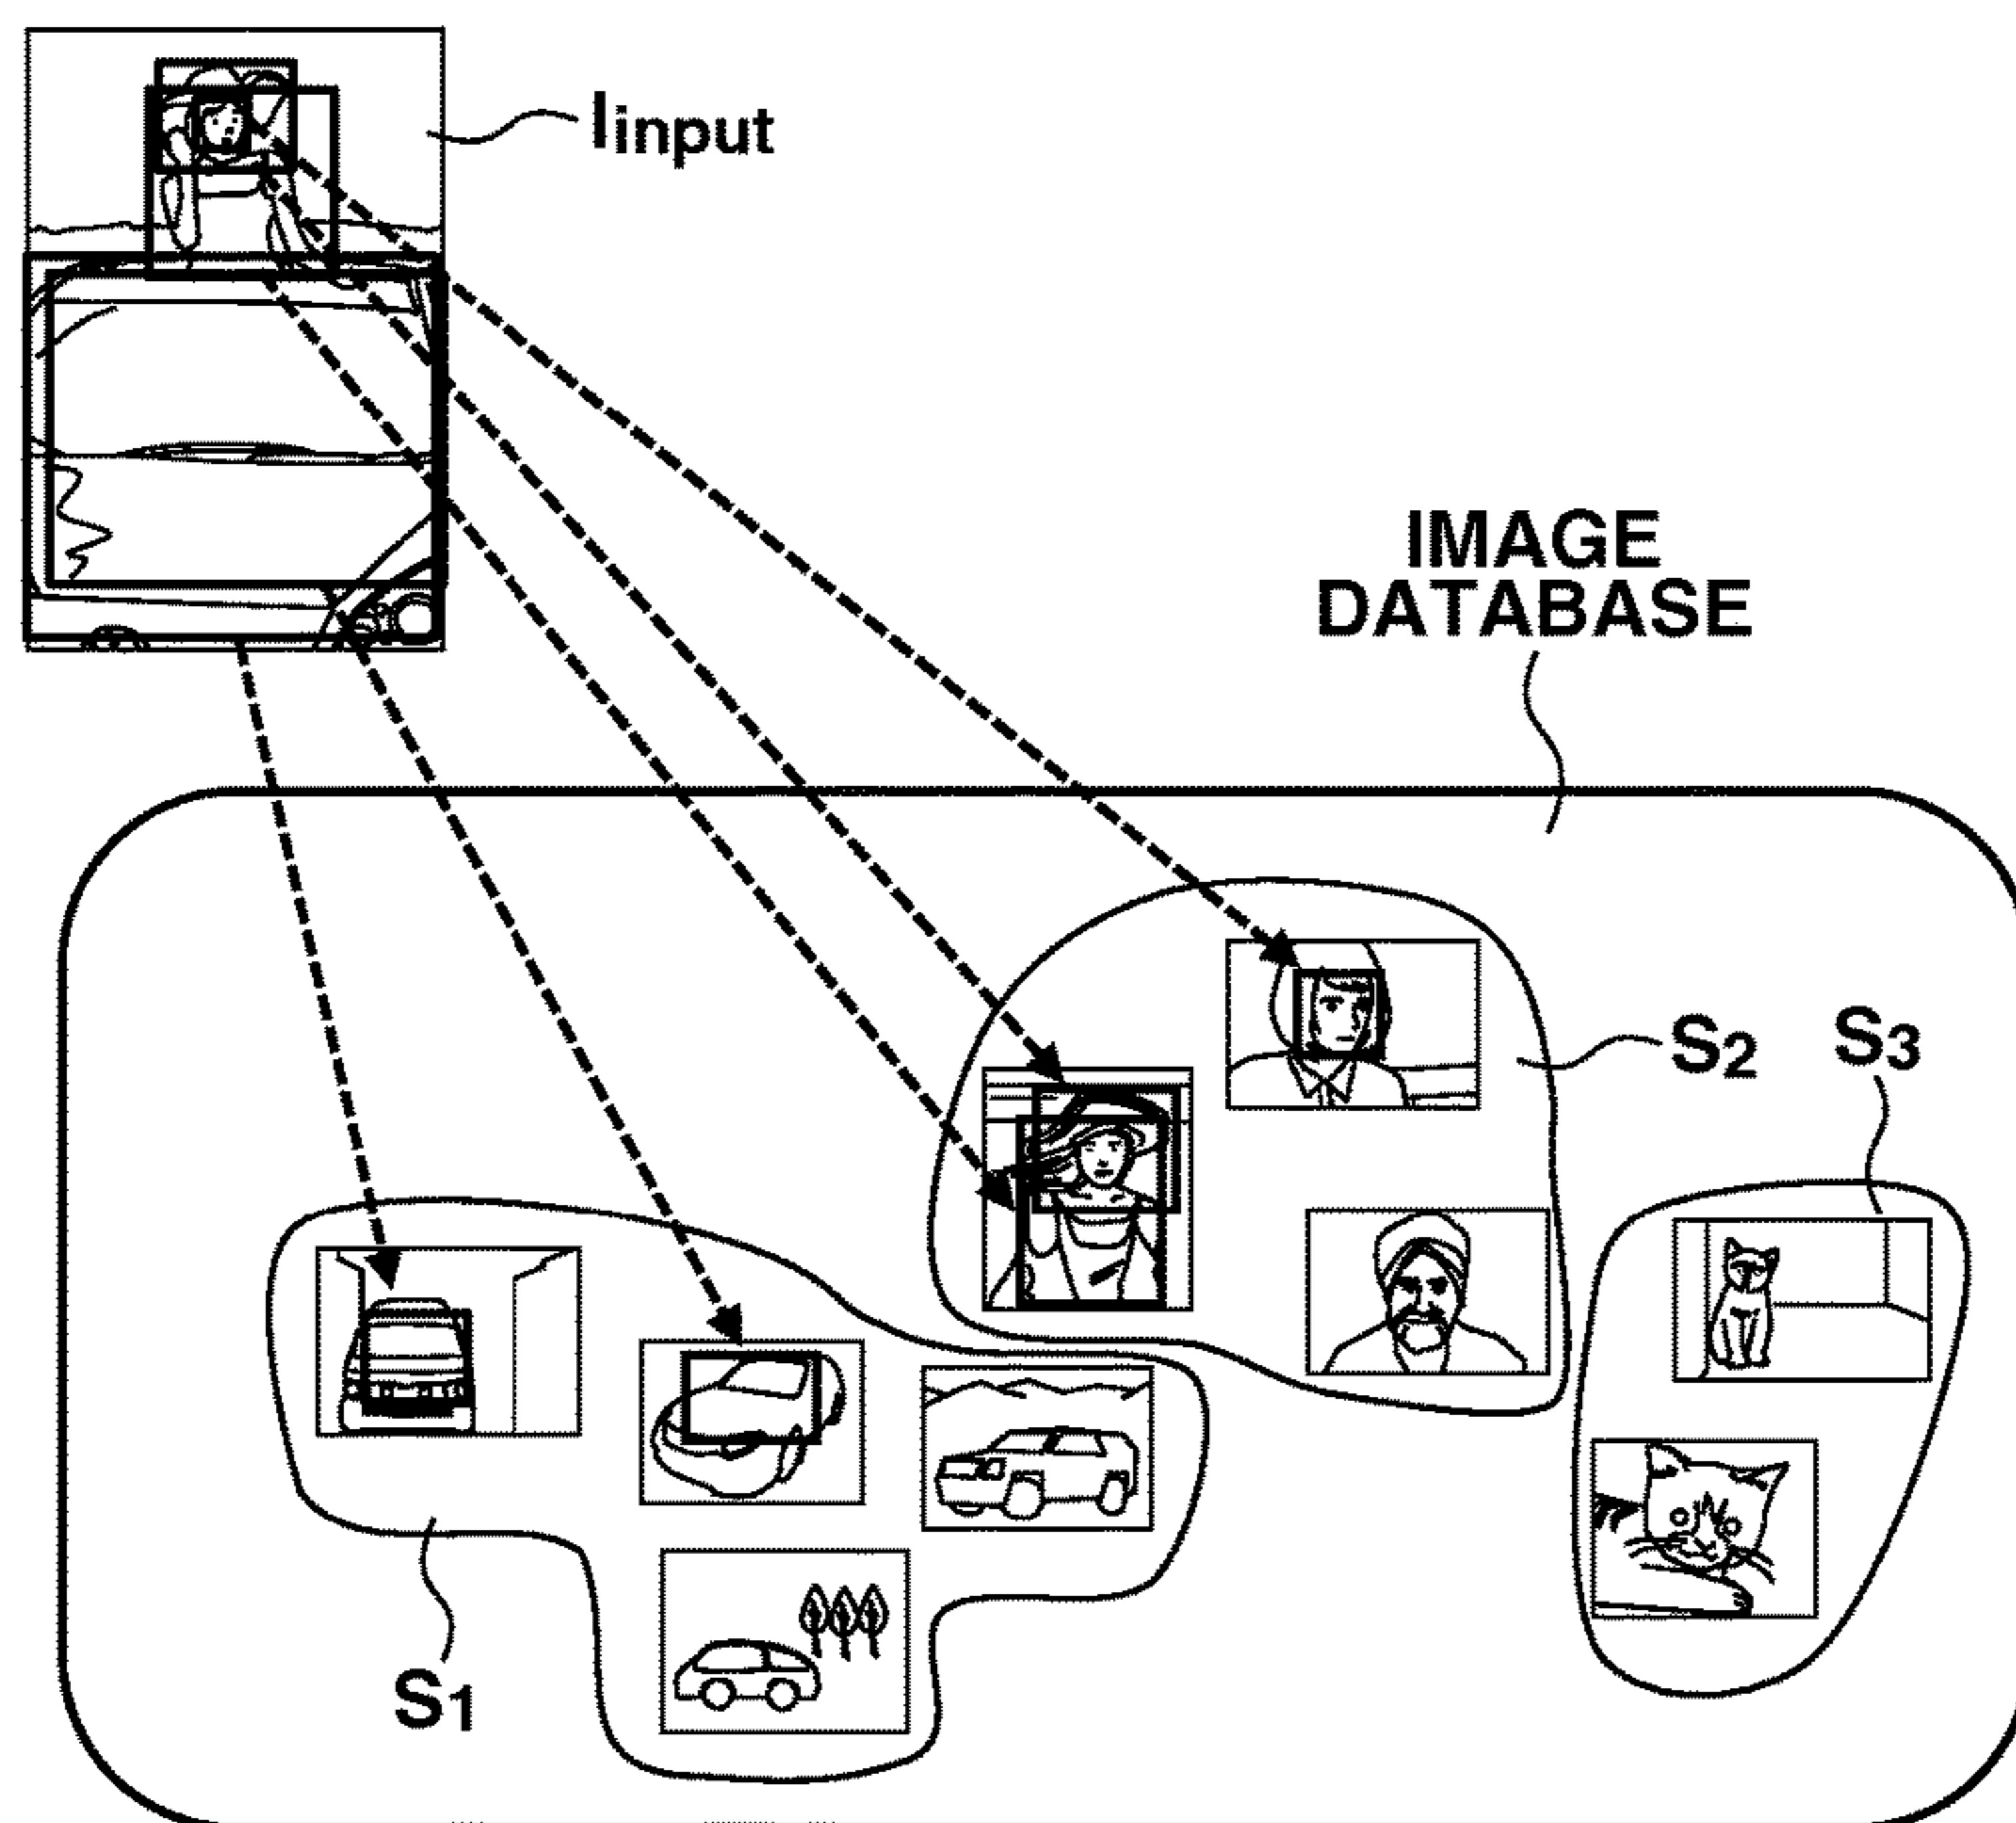 Iinput
IMAGE
DATABASE
S2
S3
S1